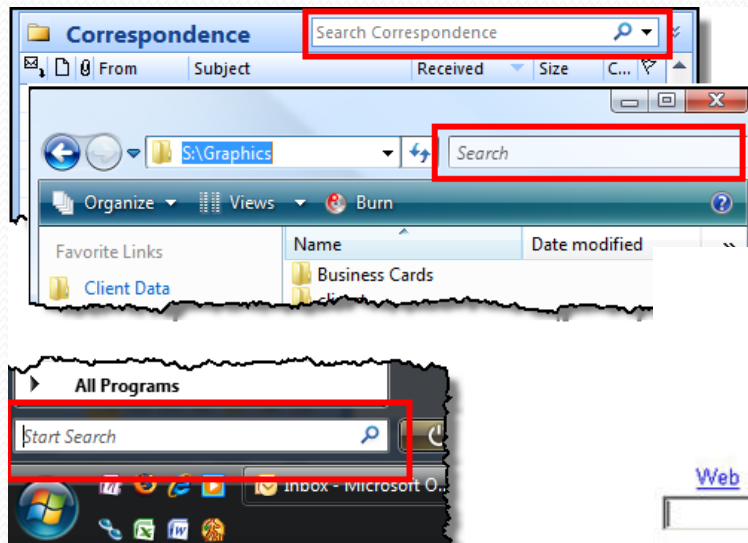 Correspondence Search Correspondence
From Subject Received Size C...
S:\Graphics Search
Organize Views Burn
Favorite Links Name Date modified »
Business Cards
Client Data
All Programs
Start Search
Inbox - Microsoft O...
Web